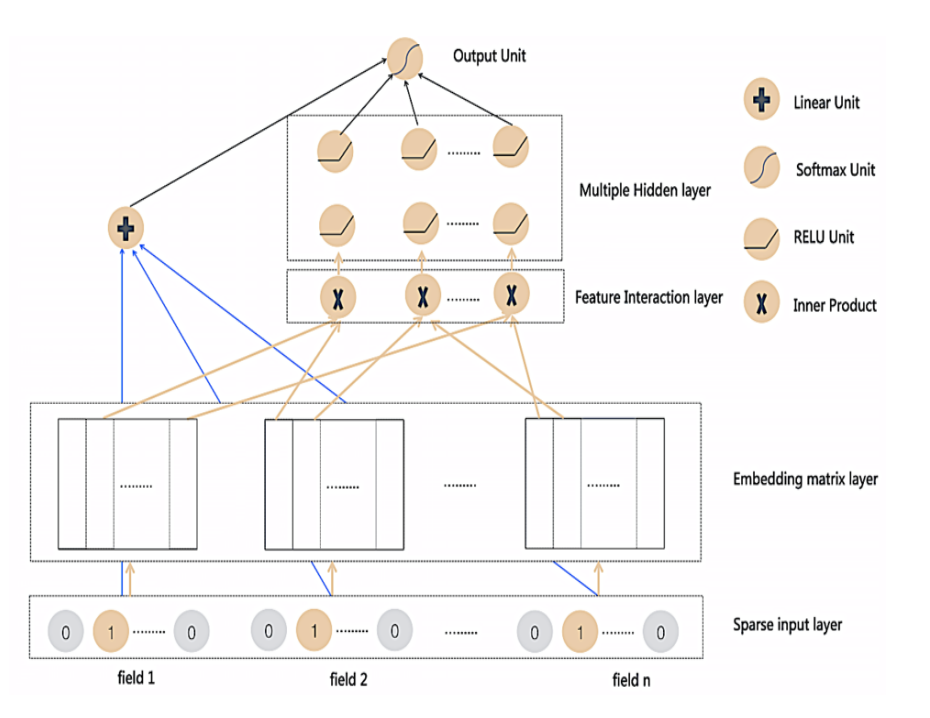 Output Unit
Linear Unit
Softmax Unit
Multiple Hidden layer
RELU Unit
X X ......... X
Feature Interaction layer
X Inner Product
......... ......... ......... .........
Embedding matrix layer
0 1 ......... 0 0 1 ......... 0 ......... 0 1 ......... 0
Sparse input layer
field 1 field 2 field n